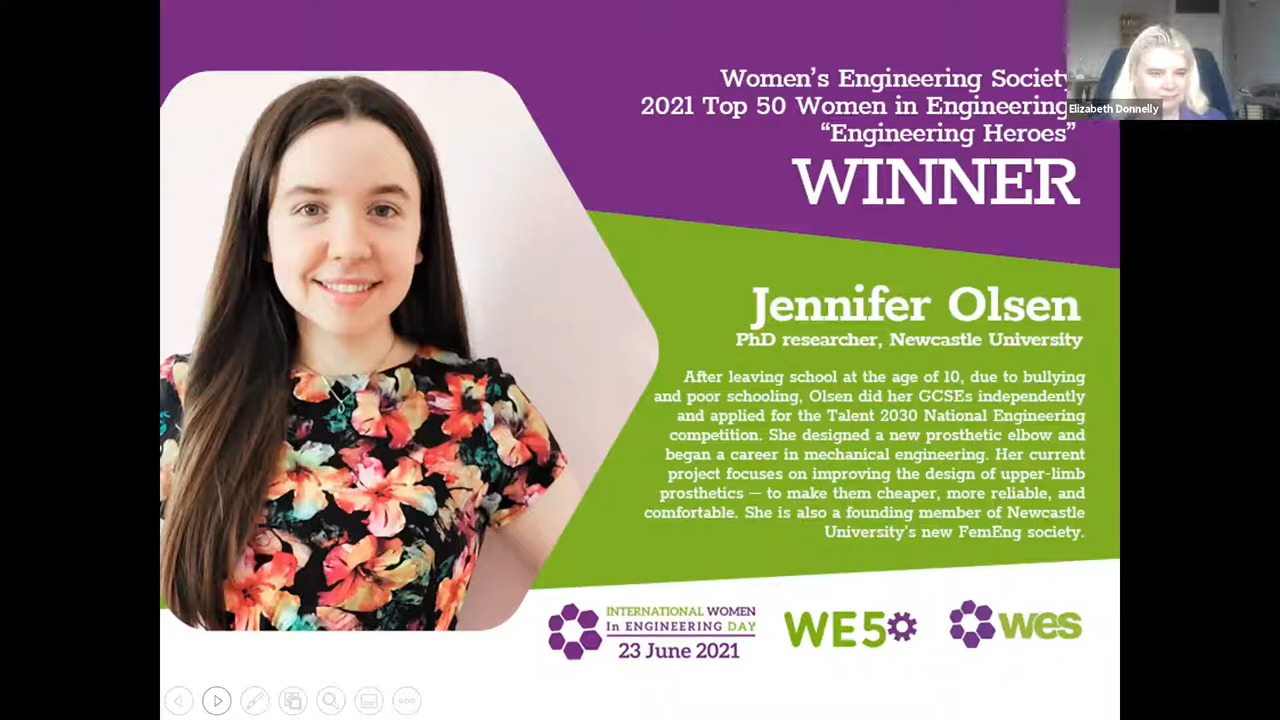 Women's Engineering Society
2021 Top 50 Women in Engineering
“Engineering Heroes”
WINNER
Elizabeth Donnelly
Jennifer Olsen
PhD researcher, Newcastle University
After leaving school at the age of 10, due to bullying
and poor schooling, Olsen did her GCSEs independently
and applied for the Talent 2030 National Engineering
competition. She designed a new prosthetic elbow and
began a career in mechanical engineering. Her current
project focuses on improving the design of upper-limb
prosthetics — to make them cheaper, more reliable, and
comfortable. She is also a founding member of Newcastle
University's new FemEng society.
INTERNATIONAL WOMEN
In ENGINEERING DAY
23 June 2021
WE50
wes